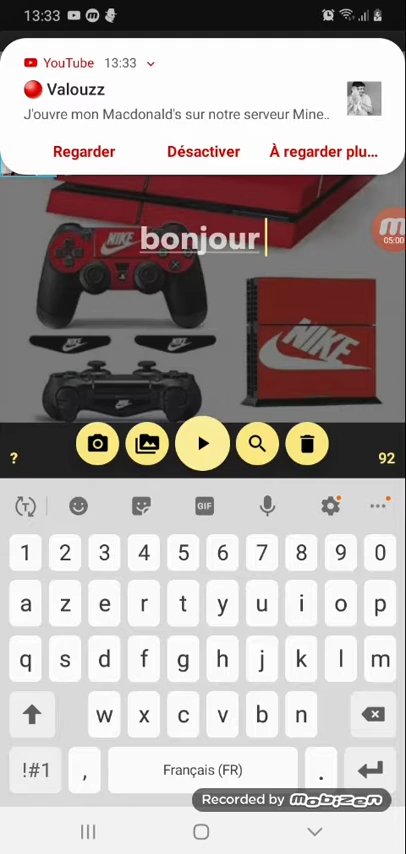 13:33
YouTube 13:33
Valouzz
J'ouvre mon Macdonald's sur notre serveur Mine..
Regarder Désactiver À regarder plu...
05:00
NIKE bonjour
NIKE
? 92
GIF
1 2 3 4 5 6 7 8 9 0
a z e r t y u i o p
q s d f g h j k l m
w x c v b n
!#1 , Français (FR) .
Recorded by mobizen